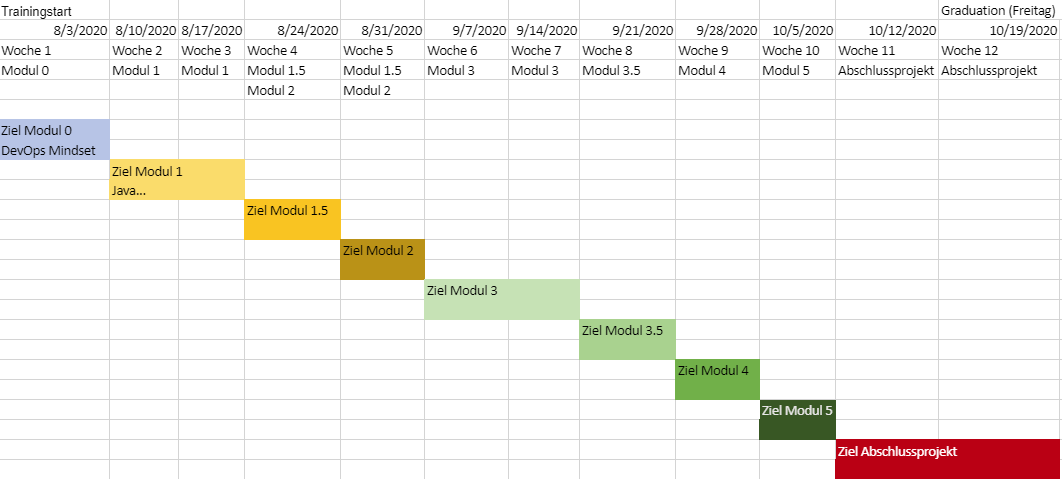 Trainingstart Graduation (Freitag)
8/3/2020 8/10/2020 8/17/2020 8/24/2020 8/31/2020 9/7/2020 9/14/2020 9/21/2020 9/28/2020 10/5/2020 10/12/2020 10/19/2020
Woche 1 Woche 2 Woche 3 Woche 4 Woche 5 Woche 6 Woche 7 Woche 8 Woche 9 Woche 10 Woche 11 Woche 12
Modul 0 Modul 1 Modul 1 Modul 1.5 Modul 1.5 Modul 3 Modul 3 Modul 3.5 Modul 4 Modul 5 Abschlussprojekt Abschlussprojekt
Modul 2 Modul 2
Ziel Modul 0
DevOps Mindset
Ziel Modul 1
Java...
Ziel Modul 1.5
Ziel Modul 2
Ziel Modul 3
Ziel Modul 3.5
Ziel Modul 4
Ziel Modul 5
Ziel Abschlussprojekt